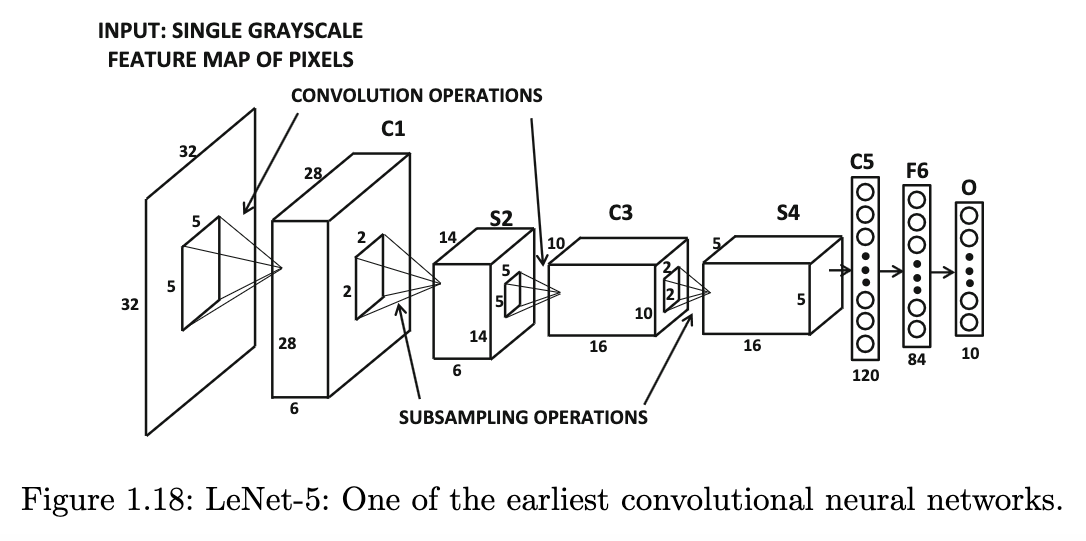 INPUT: SINGLE GRAYSCALE
FEATURE MAP OF PIXELS
CONVOLUTION OPERATIONS
32
32
5
5
C1
28
28
6
2
2
S2
14
14
6
5
5
C3
10
10
16
2
2
S4
5
5
16
C5
120
F6
84
O
10
SUBSAMPLING OPERATIONS
Figure 1.18: LeNet-5: One of the earliest convolutional neural networks.